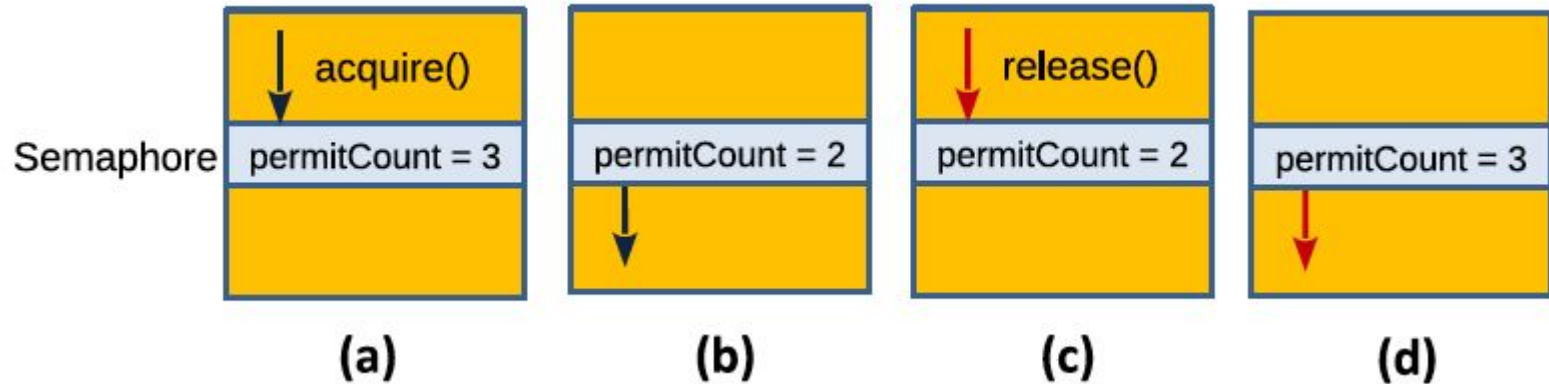 acquire()
release()
Semaphore
permitCount = 3
permitCount = 2
permitCount = 2
permitCount = 3
(a)
(b)
(c)
(d)